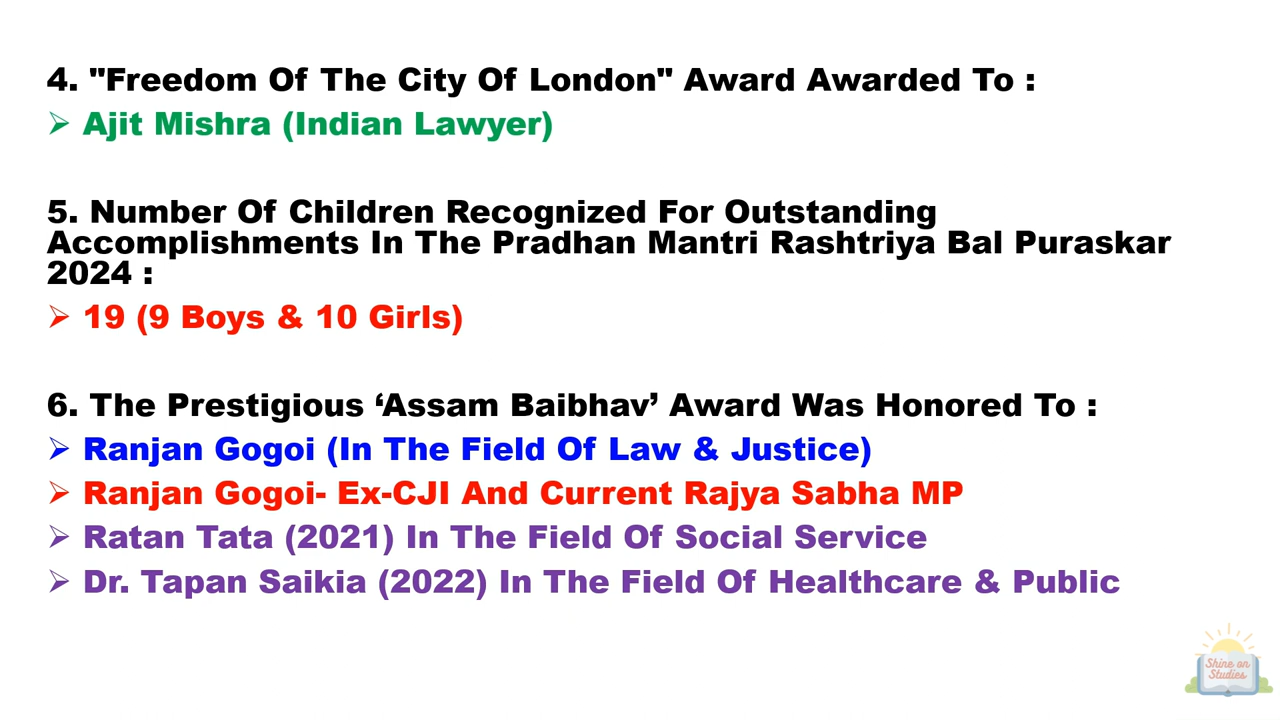 4. "Freedom Of The City Of London" Award Awarded To :
➢ Ajit Mishra (Indian Lawyer)
5. Number Of Children Recognized For Outstanding
Accomplishments In The Pradhan Mantri Rashtriya Bal Puraskar
2024 :
➢ 19 (9 Boys & 10 Girls)
6. The Prestigious ‘Assam Baibhav’ Award Was Honored To :
➢ Ranjan Gogoi (In The Field Of Law & Justice)
➢ Ranjan Gogoi- Ex-CJI And Current Rajya Sabha MP
➢ Ratan Tata (2021) In The Field Of Social Service
➢ Dr. Tapan Saikia (2022) In The Field Of Healthcare & Public
Shine on
Studies